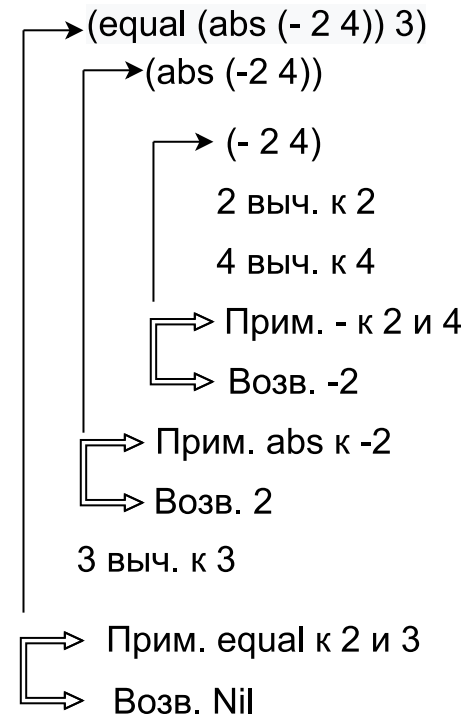 (equal (abs (- 2 4)) 3)
(abs (-2 4))
(- 2 4)
2 выч. к 2
4 выч. к 4
Прим. - к 2 и 4
Возв. -2
Прим. abs к -2
Возв. 2
3 выч. к 3
Прим. equal к 2 и 3
Возв. Nil